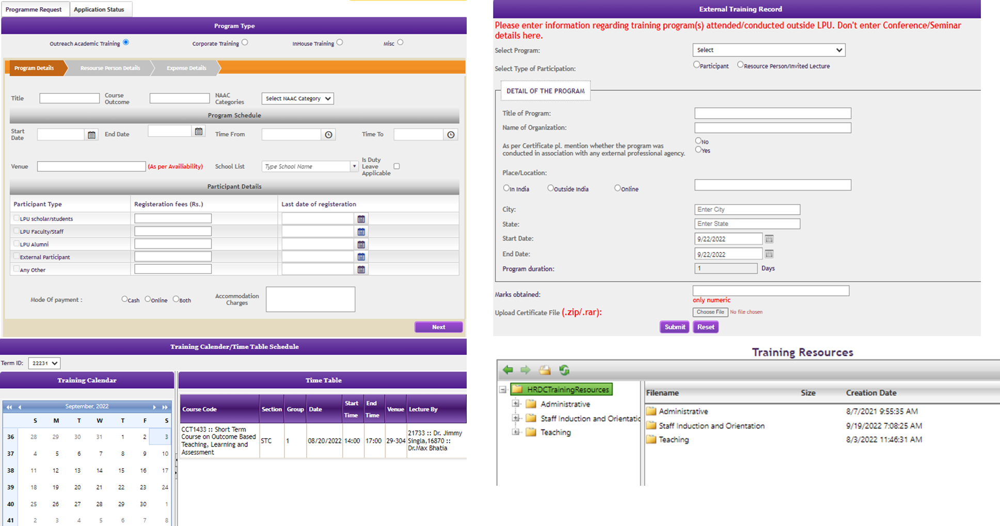 Programme Request
Application Status
Program Type
Outreach Academic Training
Corporate Training
InHouse Training
Misc
Program Details
Resourse Person Details
Expense Details
Title
Course Outcome
NAAC Categories
Select NAAC Category
Program Schedule
Start Date
End Date
Time From
Time To
Venue
(As per Availiability)
School List
Type School Name
Is Duty Leave Applicable
Participant Details
Participant Type
Registeration fees (Rs.)
Last date of registeration
LPU scholar/students
LPU Faculty/Staff
LPU Alumni
External Participant
Any Other
Mode Of payment :
Cash
Online
Both
Accommodation Charges
Next
External Training Record
Please enter information regarding training program(s) attended/conducted outside LPU. Don't enter Conference/Seminar
details here.
Select Program:
Select
Select Type of Participation:
Participant
Resource Person/Invited Lecture
DETAIL OF THE PROGRAM
Title of Program:
Name of Organization:
As per Certificate pl. mention whether the program was
conducted in association with any external professional agency.
No
Yes
Place/Location:
In India
Outside India
Online
City:
Enter City
State:
Enter State
Start Date:
9/22/2022
End Date:
9/22/2022
Program duration:
1
Days
Marks obtained:
only numeric
Upload Certificate File (.zip/.rar):
Choose File
No file chosen
Submit
Reset
Training Calender/Time Table Schedule
Term ID:
22231
Training Calendar
September, 2022
S M T W T F S
36 28 29 30 31 1 2 3
37 4 5 6 7 8 9 10
38 11 12 13 14 15 16 17
39 18 19 20 21 22 23 24
40 25 26 27 28 29 30 1
41 2 3 4 5 6 7 8
Time Table
Course Code
Section
Group
Date
Start Time
End Time
Venue
Lecture By
CCT1433 :: Short Term
Course on Outcome Based
Teaching, Learning and
Assessment
STC
1
08/20/2022
14:00
17:00
29-304
21733 :: Dr. Jimmy
Singla,16870 ::
Dr.Max Bhatia
Training Resources
HRDCTrainingResources
Administrative
Staff Induction and Orientatic
Teaching
Filename
Size
Creation Date
Administrative
8/7/2021 9:55:35 AM
Staff Induction and Orientation
9/19/2022 7:08:25 AM
Teaching
8/3/2022 11:46:31 AM